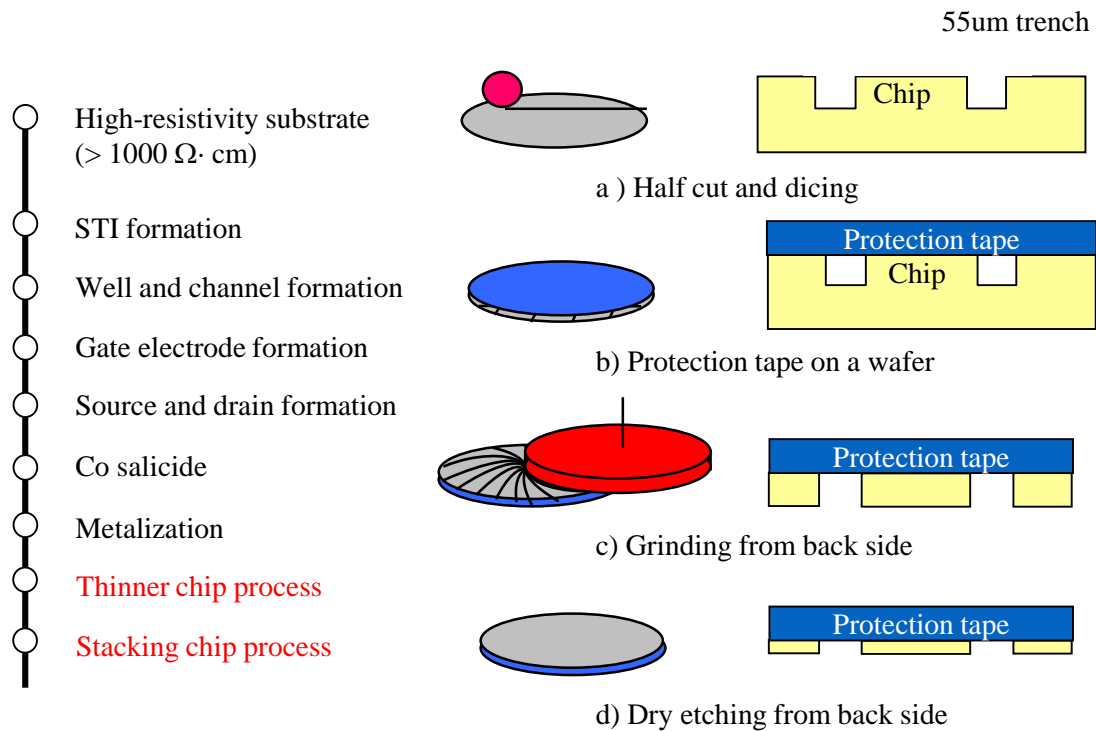 55um trench
High-resistivity substrate
(> 1000 Ω· cm)
STI formation
Well and channel formation
Gate electrode formation
Source and drain formation
Co salicide
Metalization
Thinner chip process
Stacking chip process
Chip
a ) Half cut and dicing
Protection tape
Chip
b) Protection tape on a wafer
Protection tape
c) Grinding from back side
Protection tape
d) Dry etching from back side